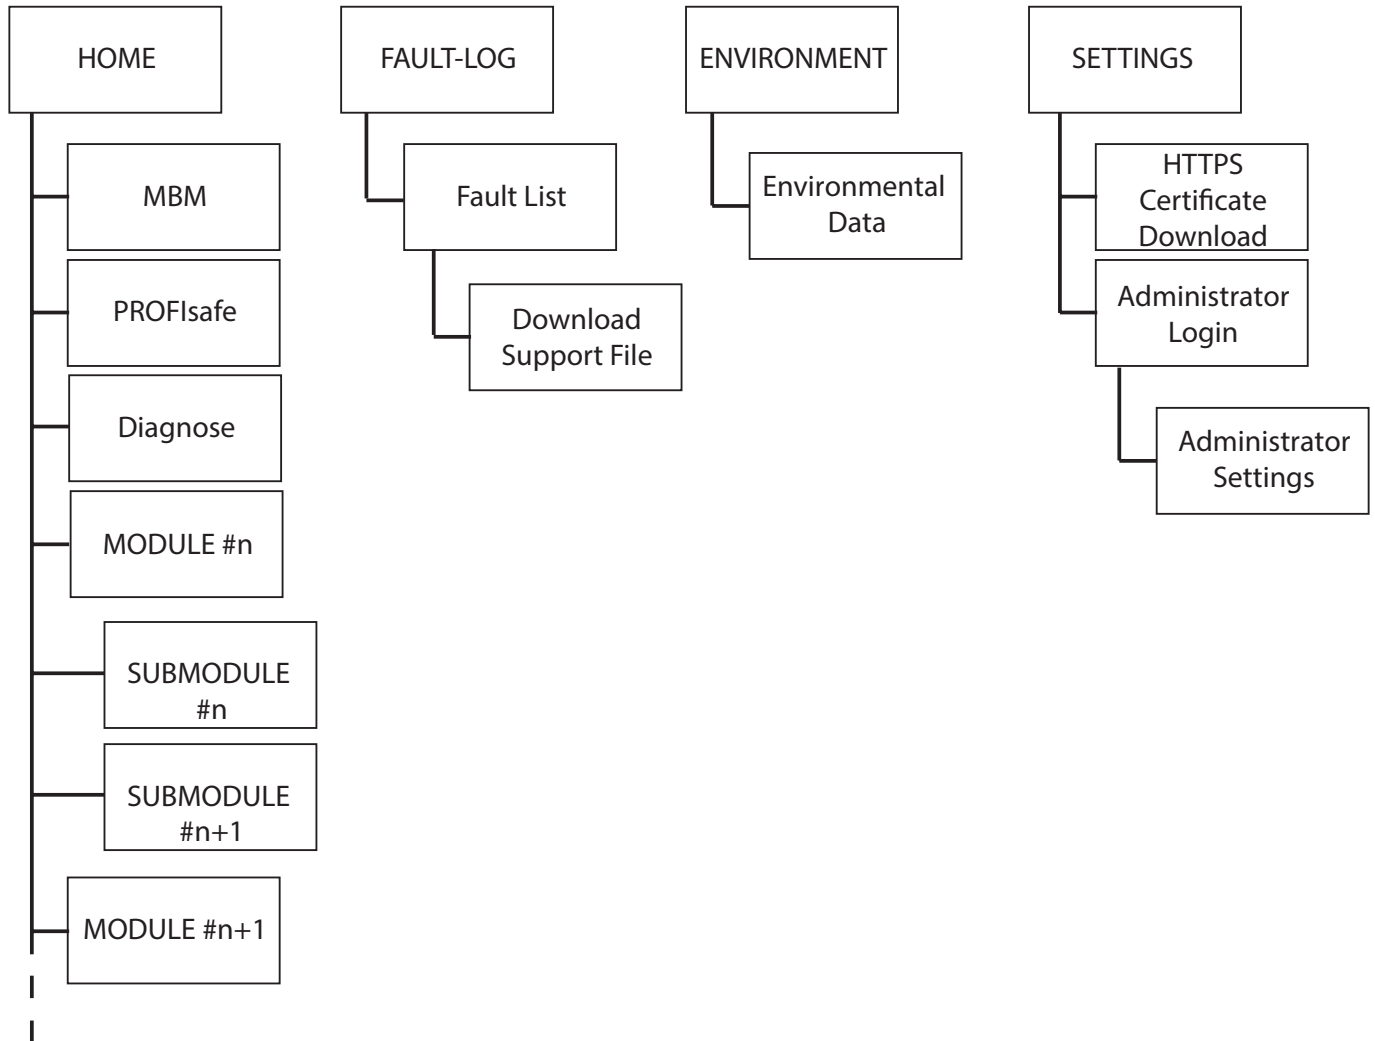 HOME
MBM
PROFIsafe
Diagnose
MODULE #n
SUBMODULE
#n
SUBMODULE
#n+1
MODULE #n+1
FAULT-LOG
Fault List
Download
Support File
ENVIRONMENT
Environmental
Data
SETTINGS
HTTPS
Certificate
Download
Administrator
Login
Administrator
Settings